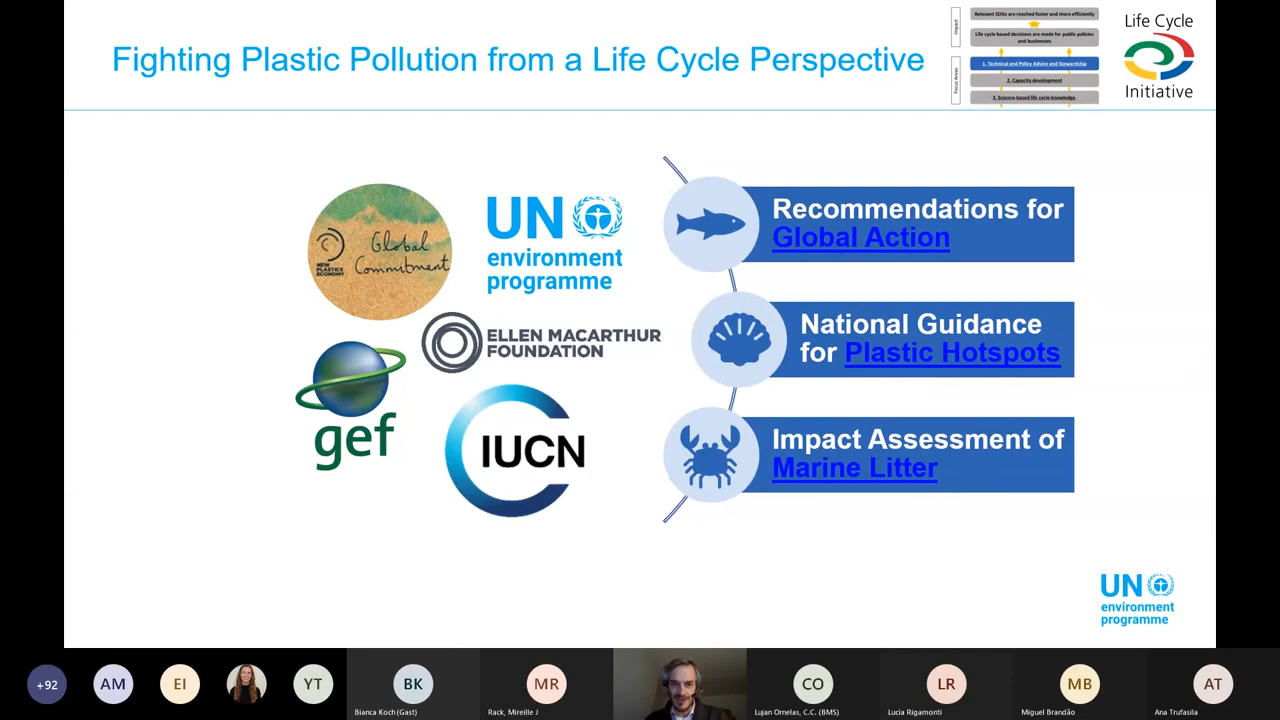 Fighting Plastic Pollution from a Life Cycle Perspective
Impact
Relevant SDGs are reached faster and more efficiently
Life cycle based decisions are made for public policies
and businesses
Focus Areas
1. Technical and Policy Advice and Stewardship
2. Capacity development
3. Science-based life cycle knowledge
Life Cycle
Initiative
NEW
PLASTICS
ECONOMY
Global
Commitment
UN
environment
programme
ELLEN MACARTHUR
FOUNDATION
gef
IUCN
Recommendations for
Global Action
National Guidance
for Plastic Hotspots
Impact Assessment of
Marine Litter
UN
environment
programme
+92
AM
EI
YT
BK
Bianca Koch (Gast)
MR
Rack, Mireille J
CO
Lujan Ornelas, C.C. (BMS)
LR
Lucia Rigamonti
MB
Miguel Brandão
AT
Ana Trufasila